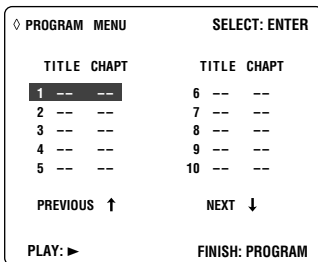 ◊ PROGRAM MENU SELECT: ENTER
TITLE CHAPT TITLE CHAPT
1 –– –– 6 –– ––
2 –– –– 7 –– ––
3 –– –– 8 –– ––
4 –– –– 9 –– ––
5 –– –– 10 –– ––
PREVIOUS ↑ NEXT ↓
PLAY: ► FINISH: PROGRAM